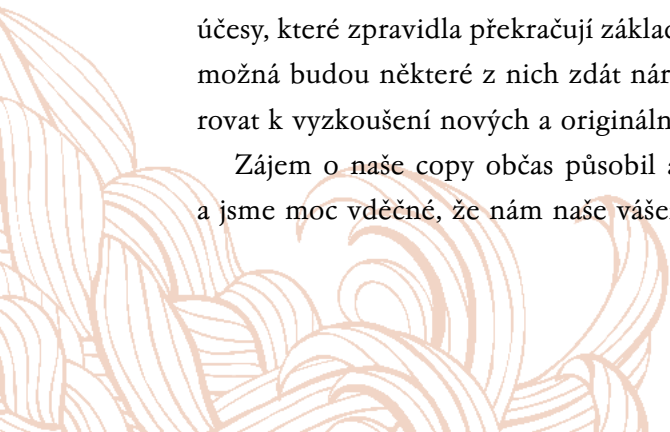 účesy, které zpravidla překračují základ
možná budou některé z nich zdát nár
rovat k vyzkoušení nových a origináln
Zájem o naše copy občas působil a
a jsme moc vděčné, že nám naše váše